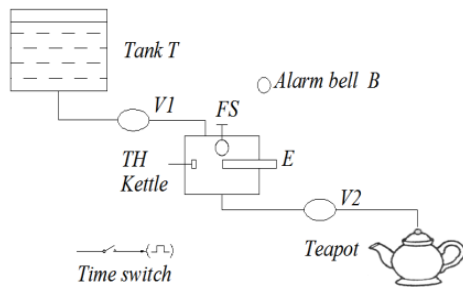 Tank T
Alarm bell B
V1
FS
TH
Kettle
E
V2
Teapot
Time switch